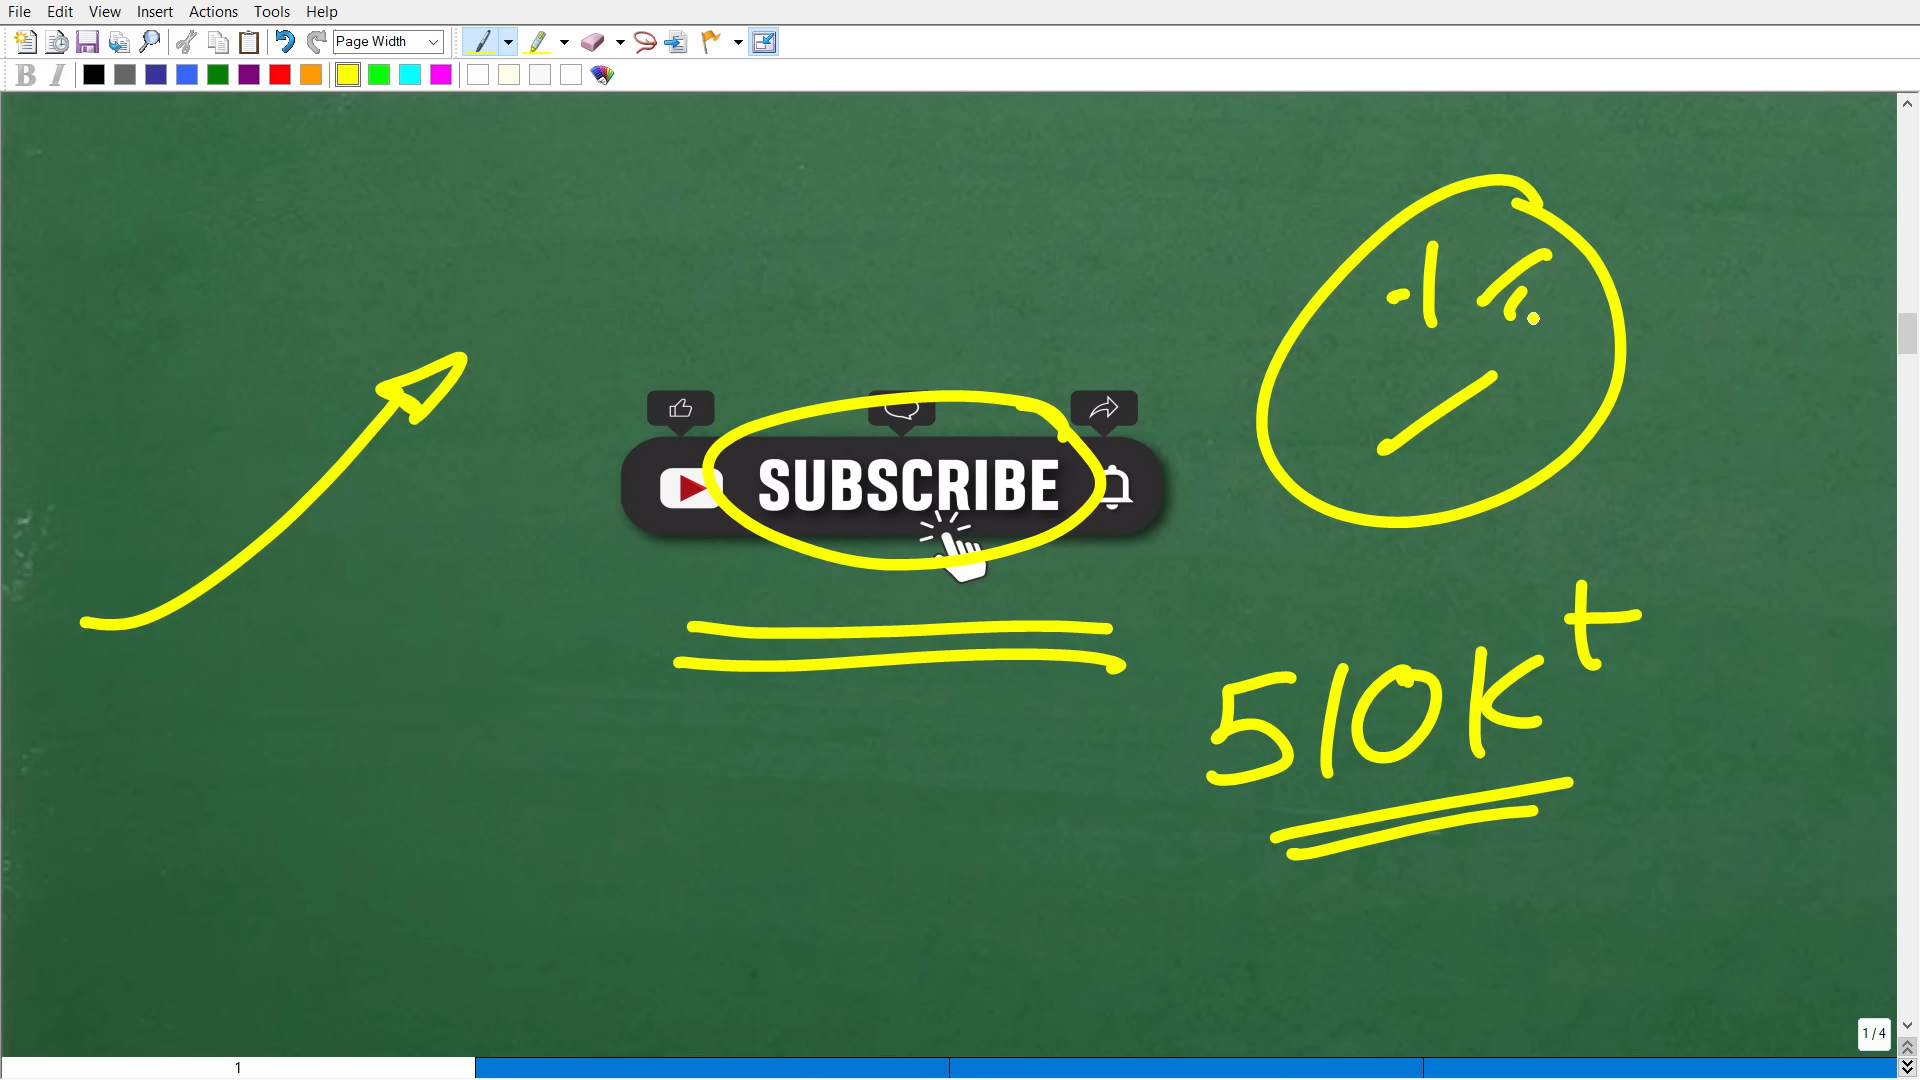 File Edit View Insert Actions Tools Help
Page Width
B I
SUBSCRIBE
510K+
1 / 4
1